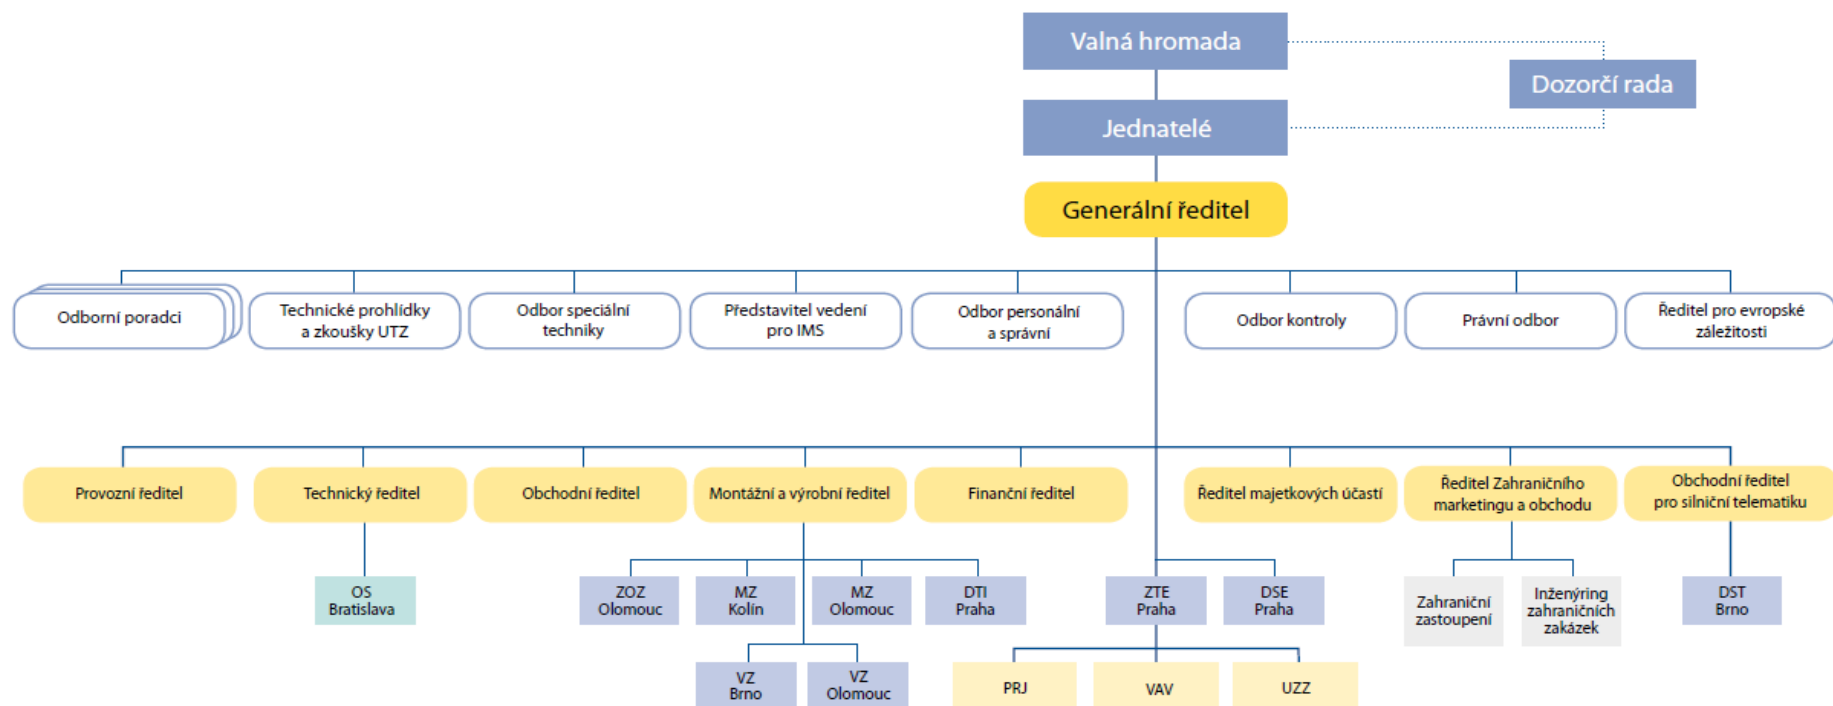 Valná hromada
Dozorčí rada
Jednatelé
Generální ředitel
Odborní poradci
Technické prohlídky
a zkoušky UTZ
Odbor speciální
techniky
Představitel vedení
pro IMS
Odbor personální
a správní
Odbor kontroly
Právní odbor
Ředitel pro evropské
záležitosti
Provozní ředitel
Technický ředitel
Obchodní ředitel
Montážní a výrobní ředitel
Finanční ředitel
Ředitel majetkových účastí
Ředitel Zahraničního
marketingu a obchodu
Obchodní ředitel
pro silniční telematiku
OS
Bratislava
ZOZ
Olomouc
MZ
Kolín
MZ
Olomouc
DTI
Praha
ZTE
Praha
DSE
Praha
Zahraniční
zastoupení
Inženýring
zahraničních
zakázek
DST
Brno
VZ
Brno
VZ
Olomouc
PRJ
VAV
UZZ